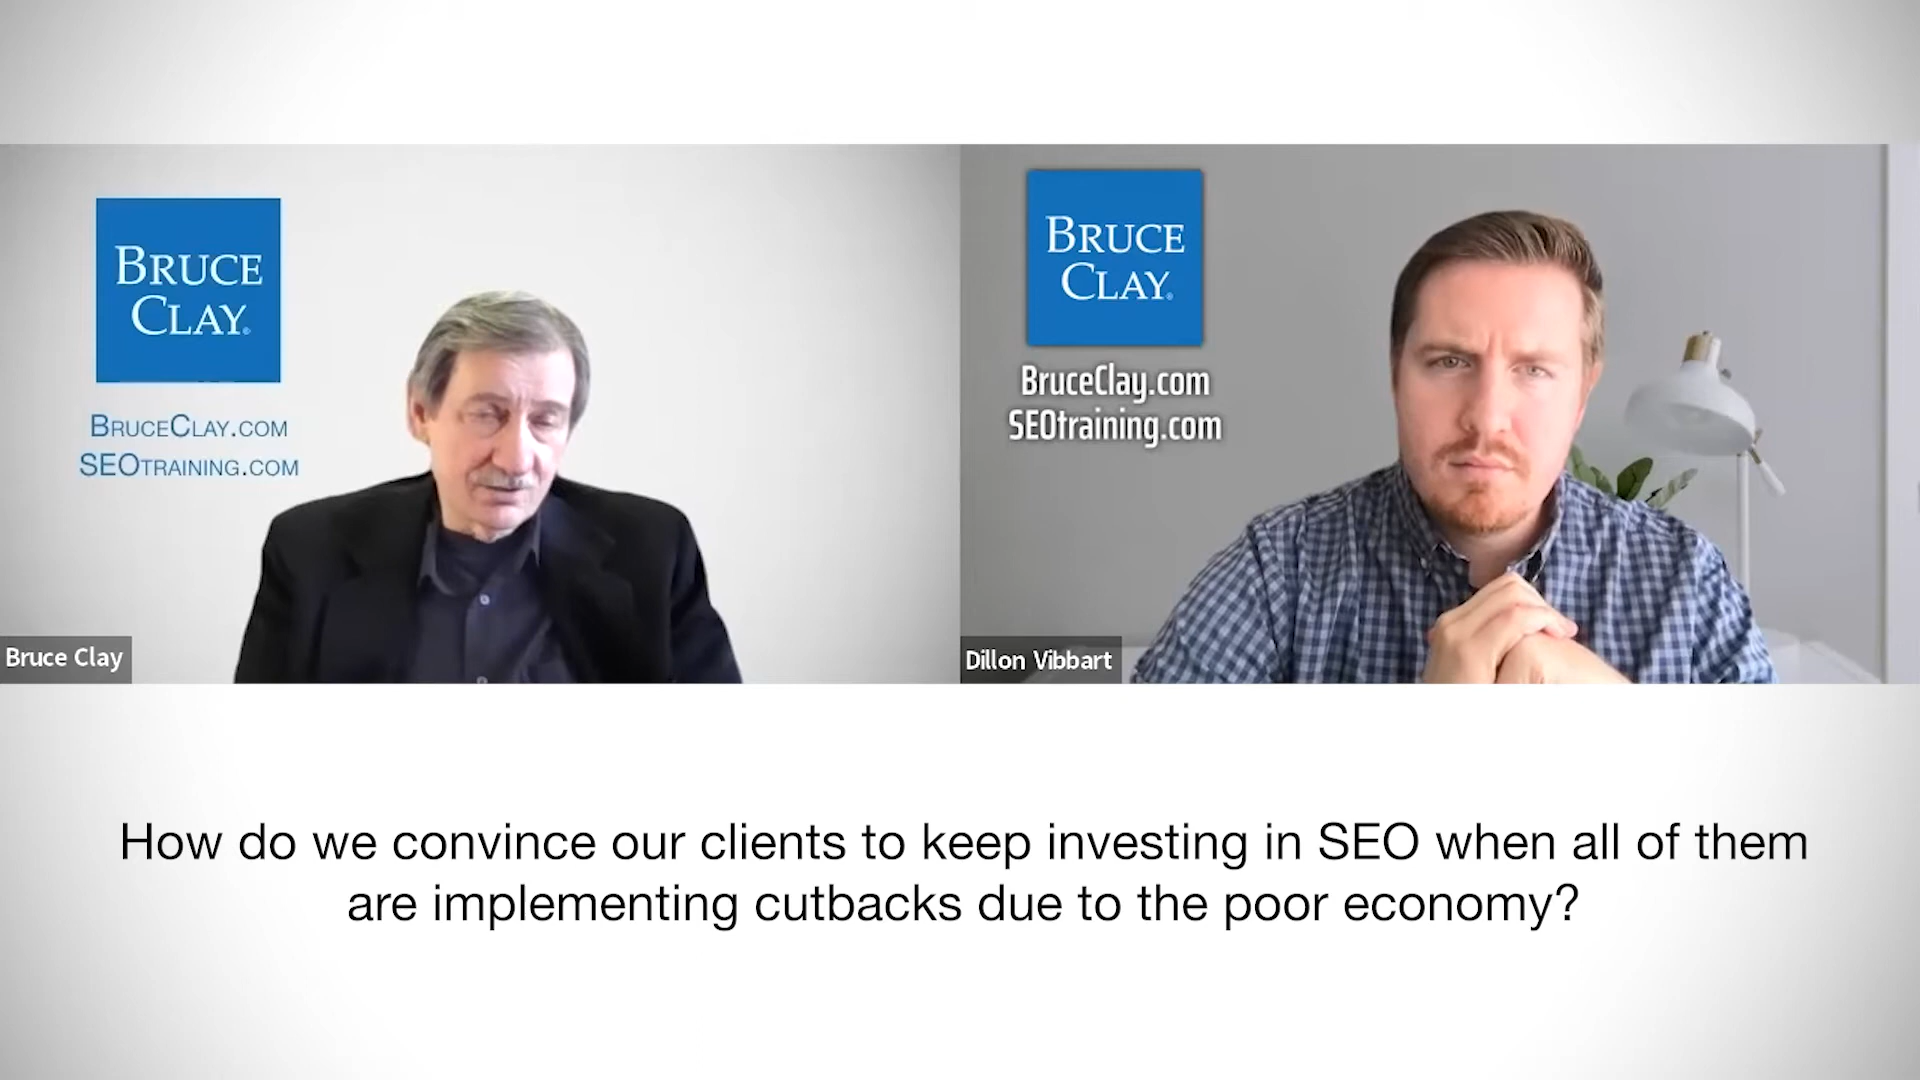 BRUCE
CLAY®
BRUCECLAY.COM
SEOTRAINING.COM
Bruce Clay
BRUCE
CLAY®
BruceClay.com
SEOtraining.com
Dillon Vibbart
How do we convince our clients to keep investing in SEO when all of them
are implementing cutbacks due to the poor economy?